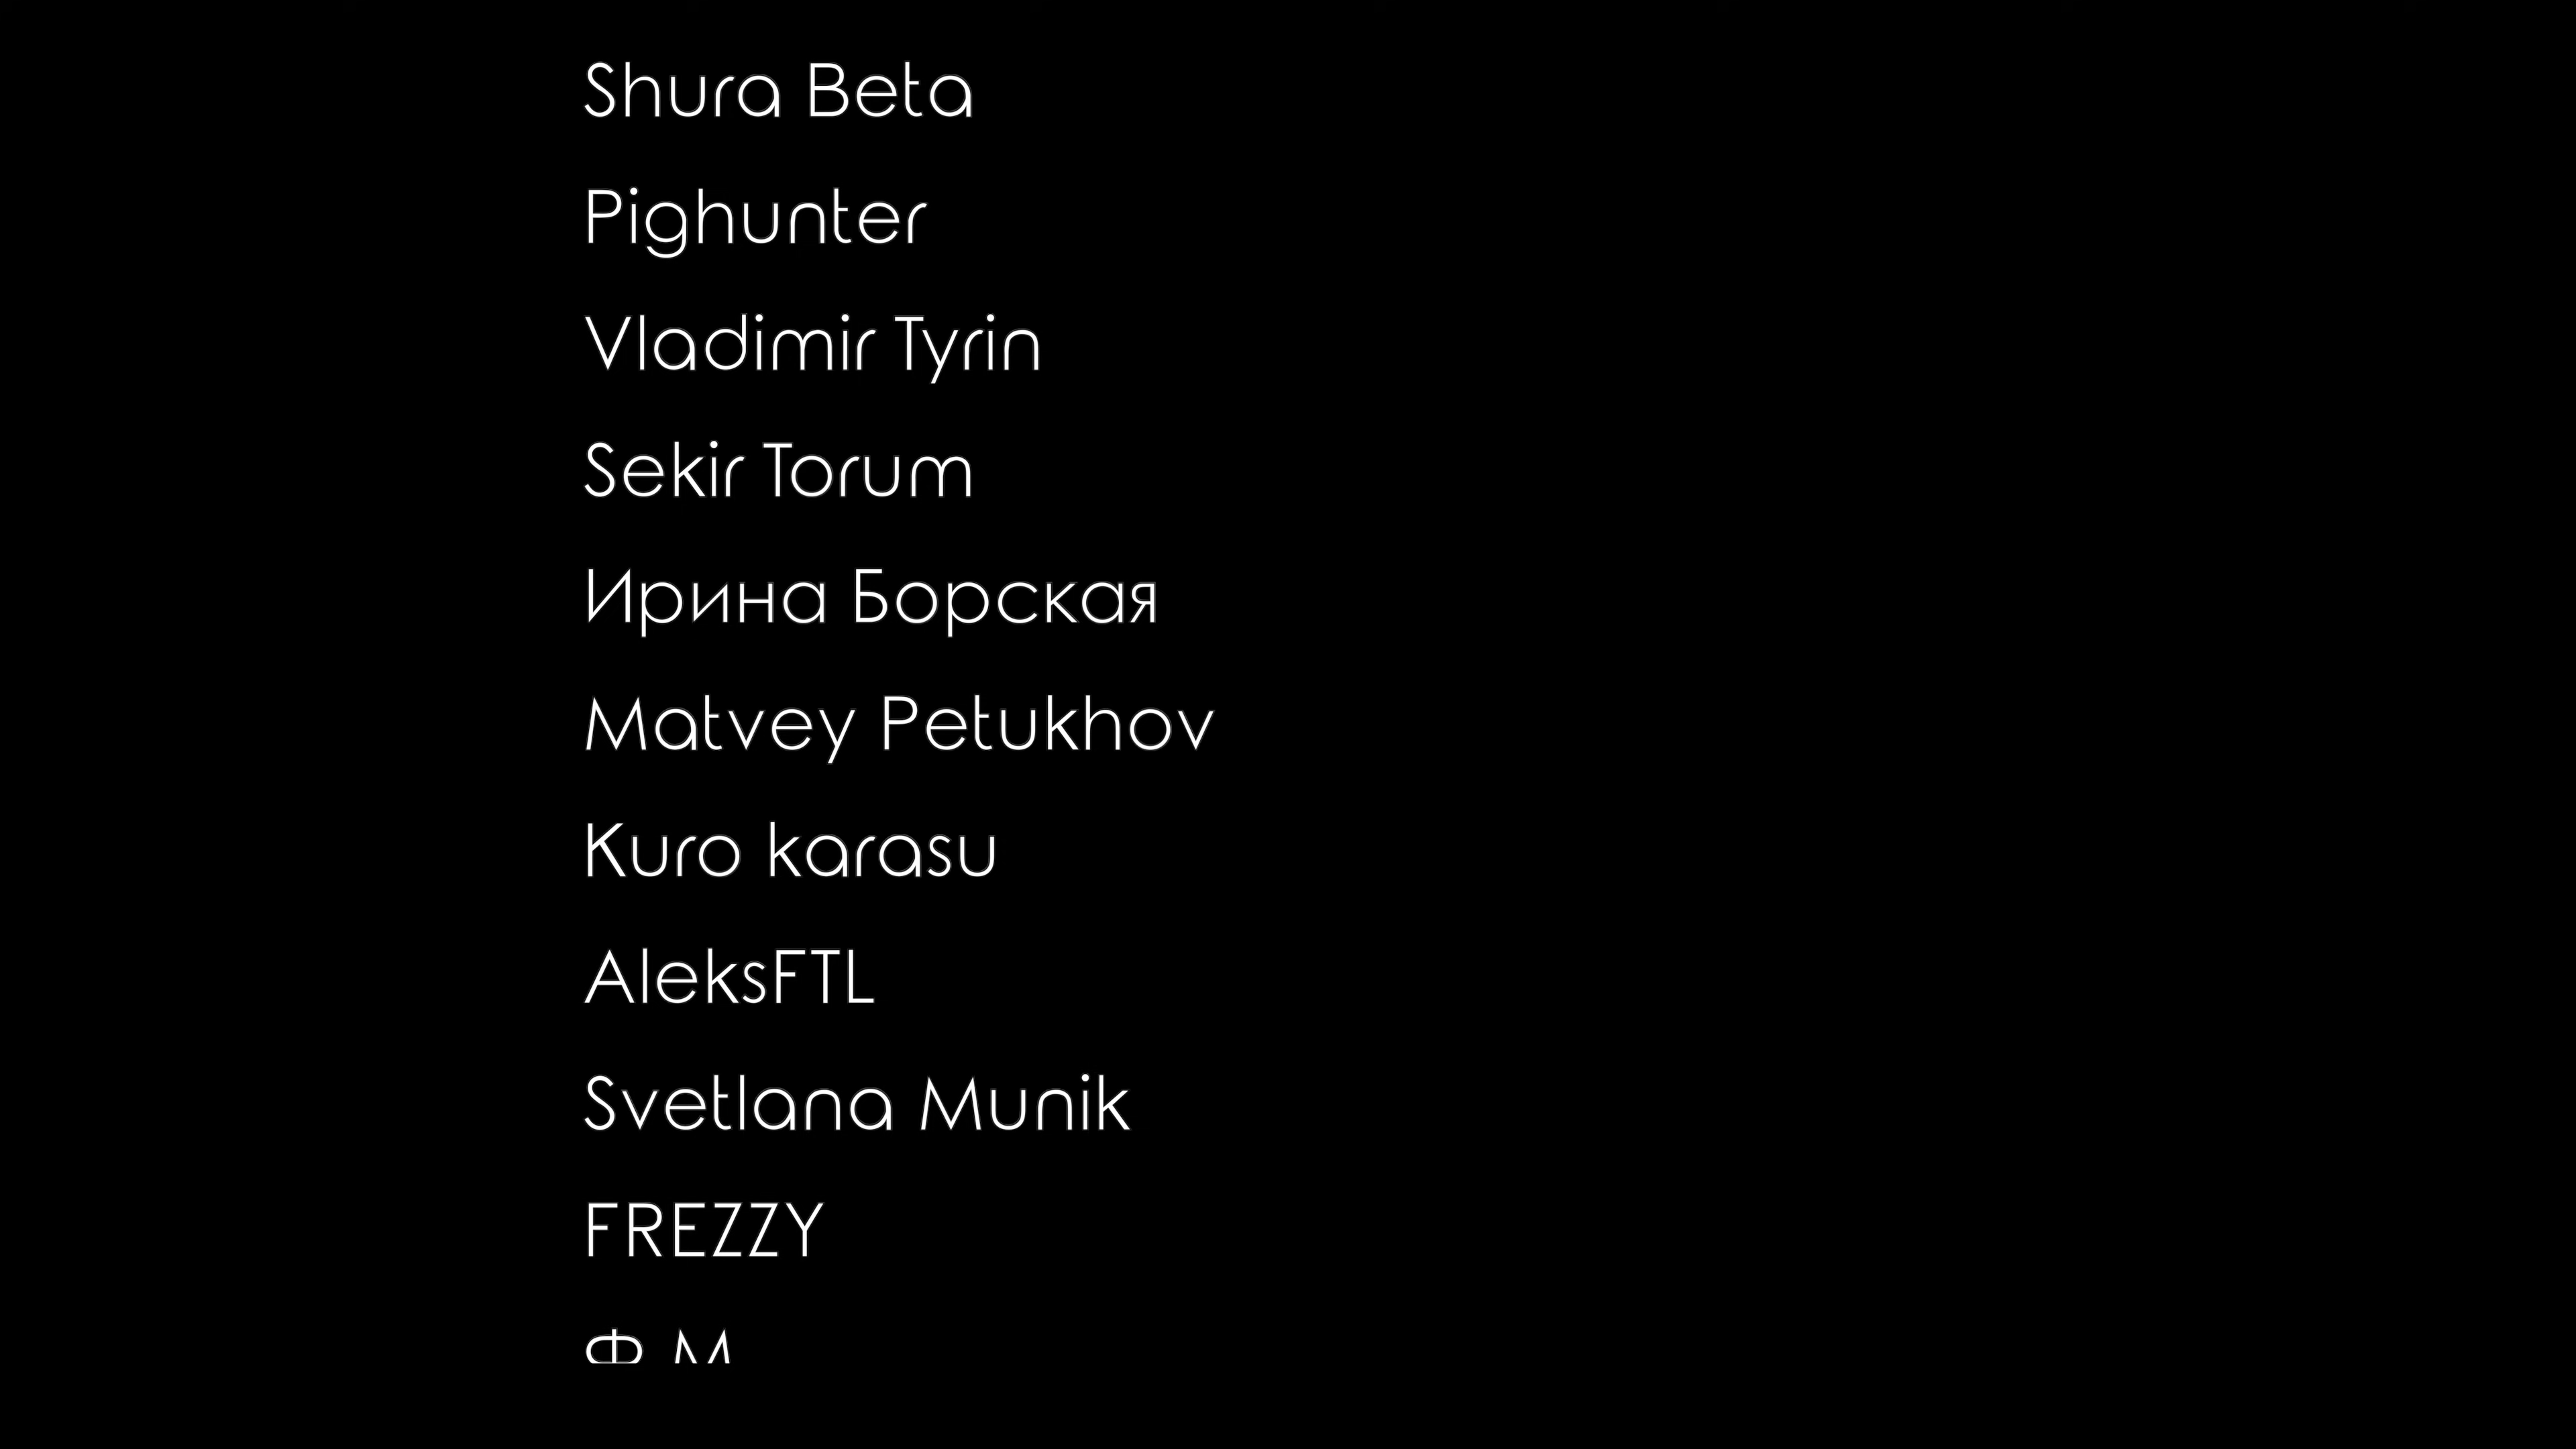 Shura Beta
Pighunter
Vladimir Tyrin
Sekir Torum
Ирина Борская
Matvey Petukhov
Kuro karasu
AleksFTL
Svetlana Munik
FREZZY